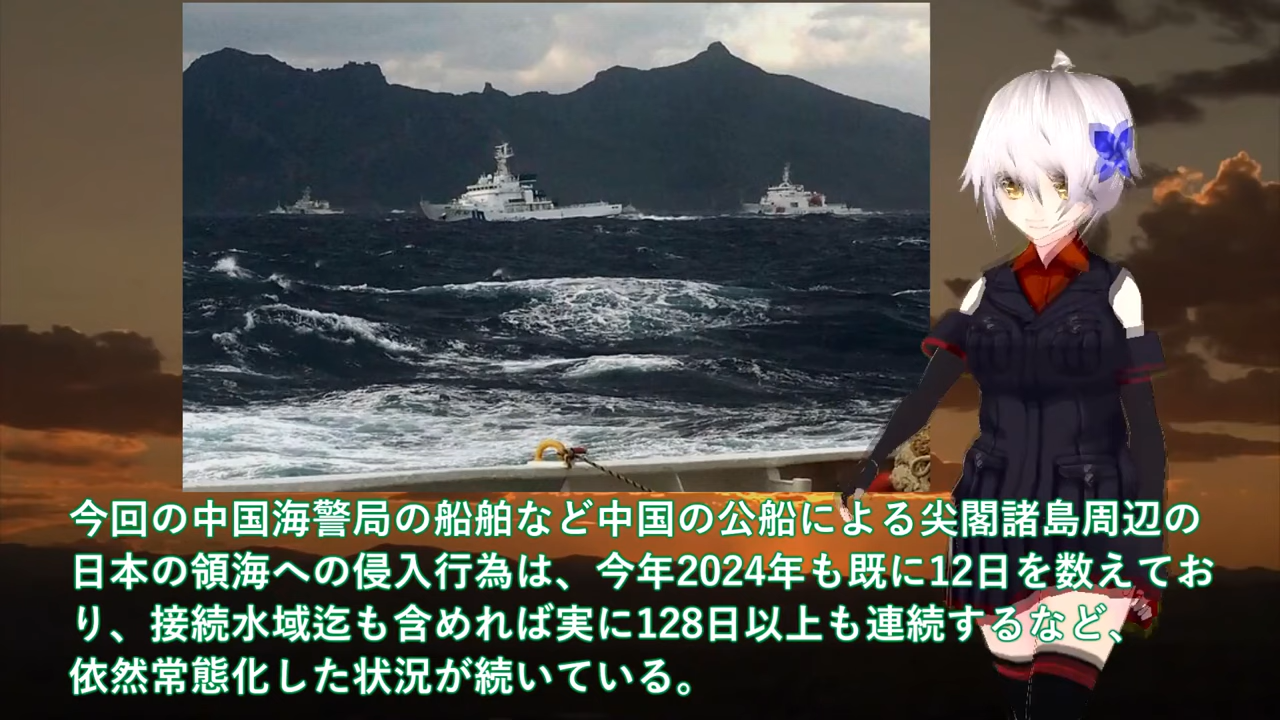 今回の中国海警局の船舶など中国の公船による尖閣諸島周辺の
日本の領海への侵入行為は、今年2024年も既に12日を数えてお
り、接続水域迄も含めれば実に128日以上も連続するなど、
依然常態化した状況が続いている。